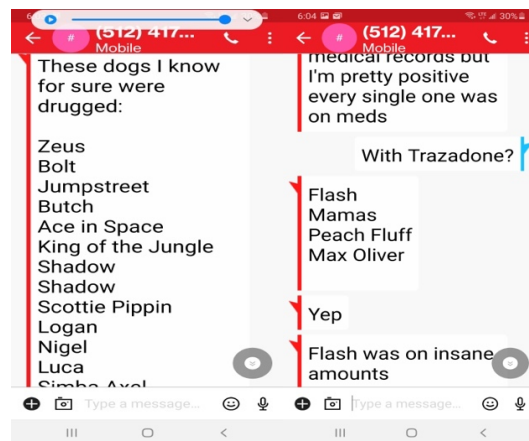 (512) 417...
Mobile
These dogs I know
for sure were
drugged:
Zeus
Bolt
Jumpstreet
Butch
Ace in Space
King of the Jungle
Shadow
Shadow
Scottie Pippin
Logan
Nigel
Luca
Simba Axel
Type a message...
6:04
30%
# (512) 417...
Mobile
medical records but
I'm pretty positive
every single one was
on meds
With Trazadone?
Flash
Mamas
Peach Fluff
Max Oliver
Yep
Flash was on insane
amounts
Type a message...